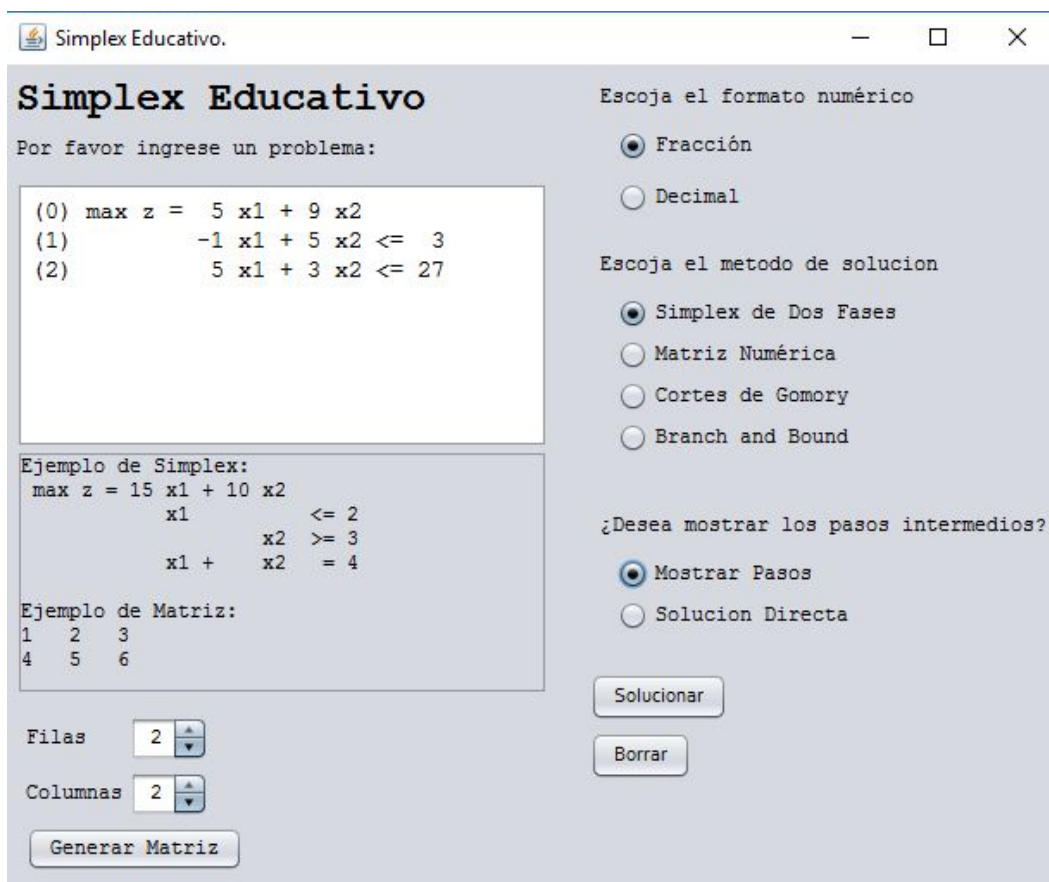 Simplex Educativo.
Simplex Educativo
Por favor ingrese un problema:
(0) max z =  5 x1 + 9 x2
(1)         -1 x1 + 5 x2 <=  3
(2)          5 x1 + 3 x2 <= 27
Ejemplo de Simplex:
max z = 15 x1 + 10 x2
x1 <= 2
x2 >= 3
x1 + x2 = 4
Ejemplo de Matriz:
1 2 3
4 5 6
Filas 2
Columnas 2
Generar Matriz
Escoja el formato numérico
Fracción
Decimal
Escoja el metodo de solucion
Simplex de Dos Fases
Matriz Numérica
Cortes de Gomory
Branch and Bound
¿Desea mostrar los pasos intermedios?
Mostrar Pasos
Solucion Directa
Solucionar
Borrar